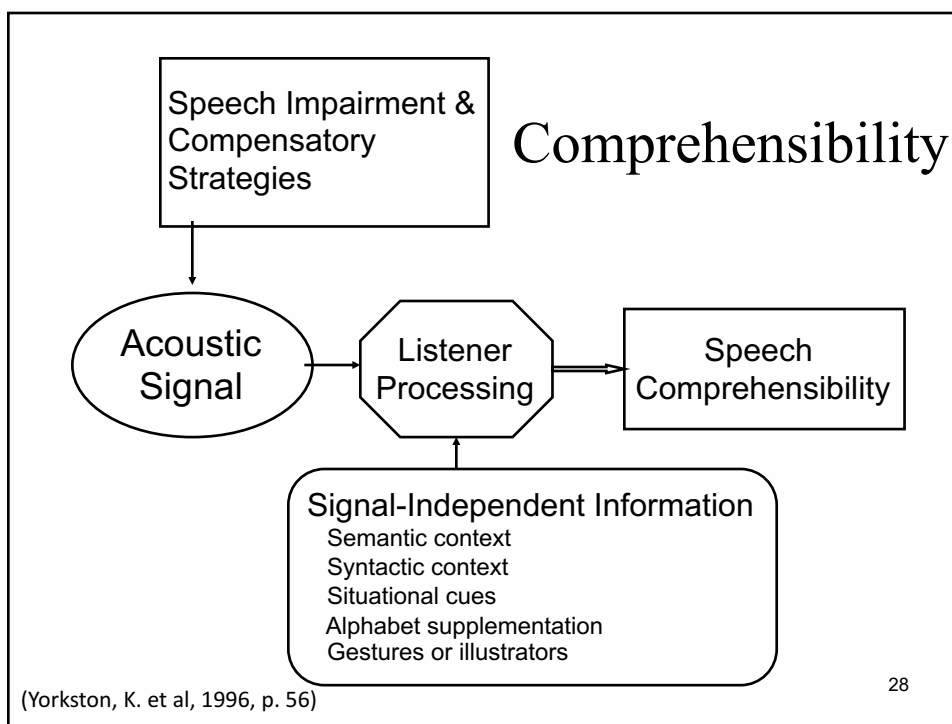 Comprehensibility
Speech Impairment &
Compensatory
Strategies
Acoustic
Signal
Listener
Processing
Speech
Comprehensibility
Signal-Independent Information
Semantic context
Syntactic context
Situational cues
Alphabet supplementation
Gestures or illustrators
(Yorkston, K. et al, 1996, p. 56)
28